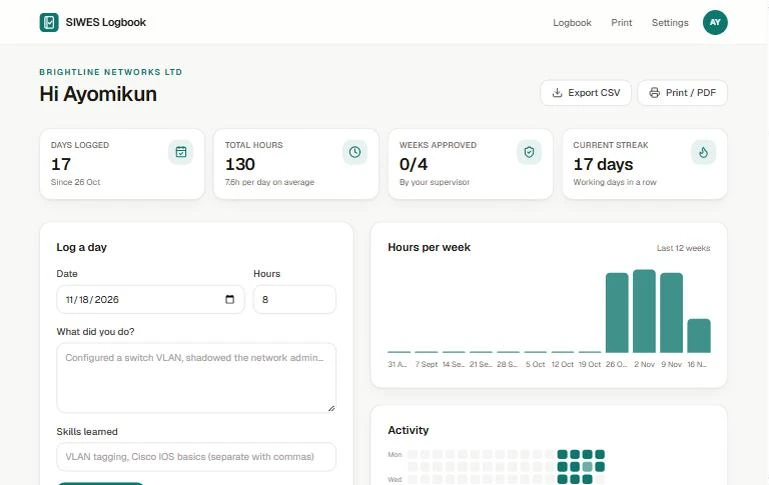 SIWES Logbook
Logbook Print Settings AY
BRIGHTLINE NETWORKS LTD
Hi Ayomikun
Export CSV Print / PDF
DAYS LOGGED
17
Since 26 Oct
TOTAL HOURS
130
7.6h per day on average
WEEKS APPROVED
0/4
By your supervisor
CURRENT STREAK
17 days
Working days in a row
Log a day
Date Hours
11/18/2026 8
What did you do?
Configured a switch VLAN, shadowed the network admin...
Skills learned
VLAN tagging, Cisco IOS basics (separate with commas)
Hours per week Last 12 weeks
31 A... 7 Sept 14 Se... 21 Se... 28 S... 5 Oct 12 Oct 19 Oct 26 O... 2 Nov 9 Nov 16 N...
Activity
Mon
Wed